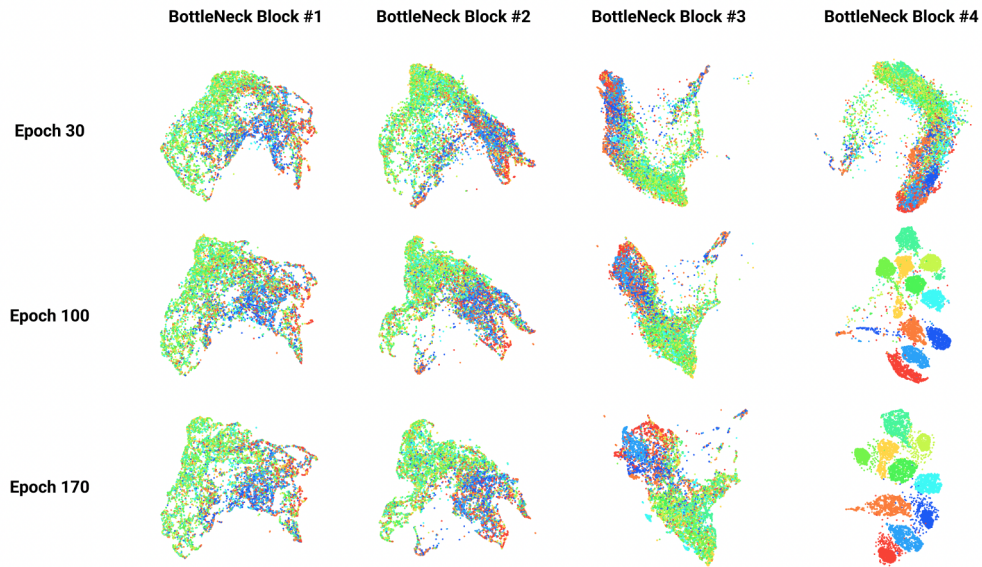 BottleNeck Block #1 BottleNeck Block #2 BottleNeck Block #3 BottleNeck Block #4
Epoch 30
Epoch 100
Epoch 170